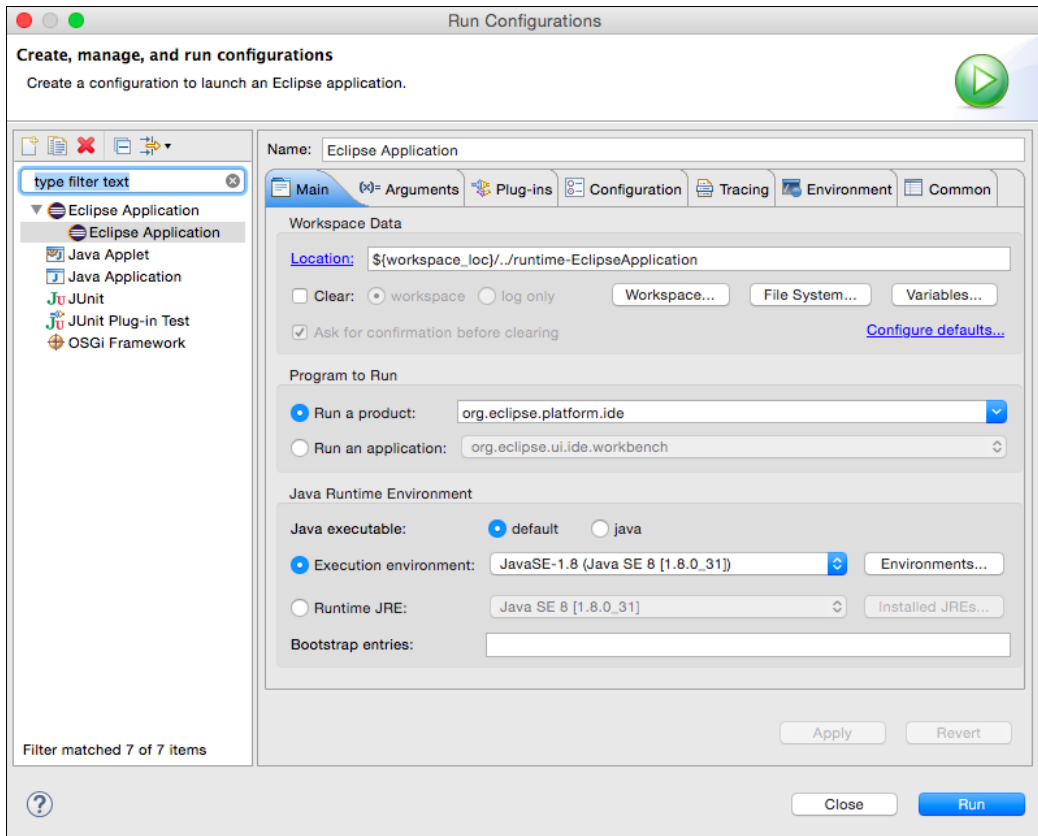 Run Configurations
Create, manage, and run configurations
Create a configuration to launch an Eclipse application.
type filter text
Eclipse Application
Eclipse Application
Java Applet
Java Application
JUnit
JUnit Plug-in Test
OSGi Framework
Filter matched 7 of 7 items
Name: Eclipse Application
Main (x)= Arguments Plug-ins Configuration Tracing Environment Common
Workspace Data
Location: ${workspace_loc}/../runtime-EclipseApplication
Clear: workspace log only Workspace... File System... Variables...
Ask for confirmation before clearing Configure defaults...
Program to Run
Run a product: org.eclipse.platform.ide
Run an application: org.eclipse.ui.ide.workbench
Java Runtime Environment
Java executable: default java
Execution environment: JavaSE-1.8 (Java SE 8 [1.8.0_31]) Environments...
Runtime JRE: Java SE 8 [1.8.0_31] Installed JREs...
Bootstrap entries:
Apply Revert
? Close Run